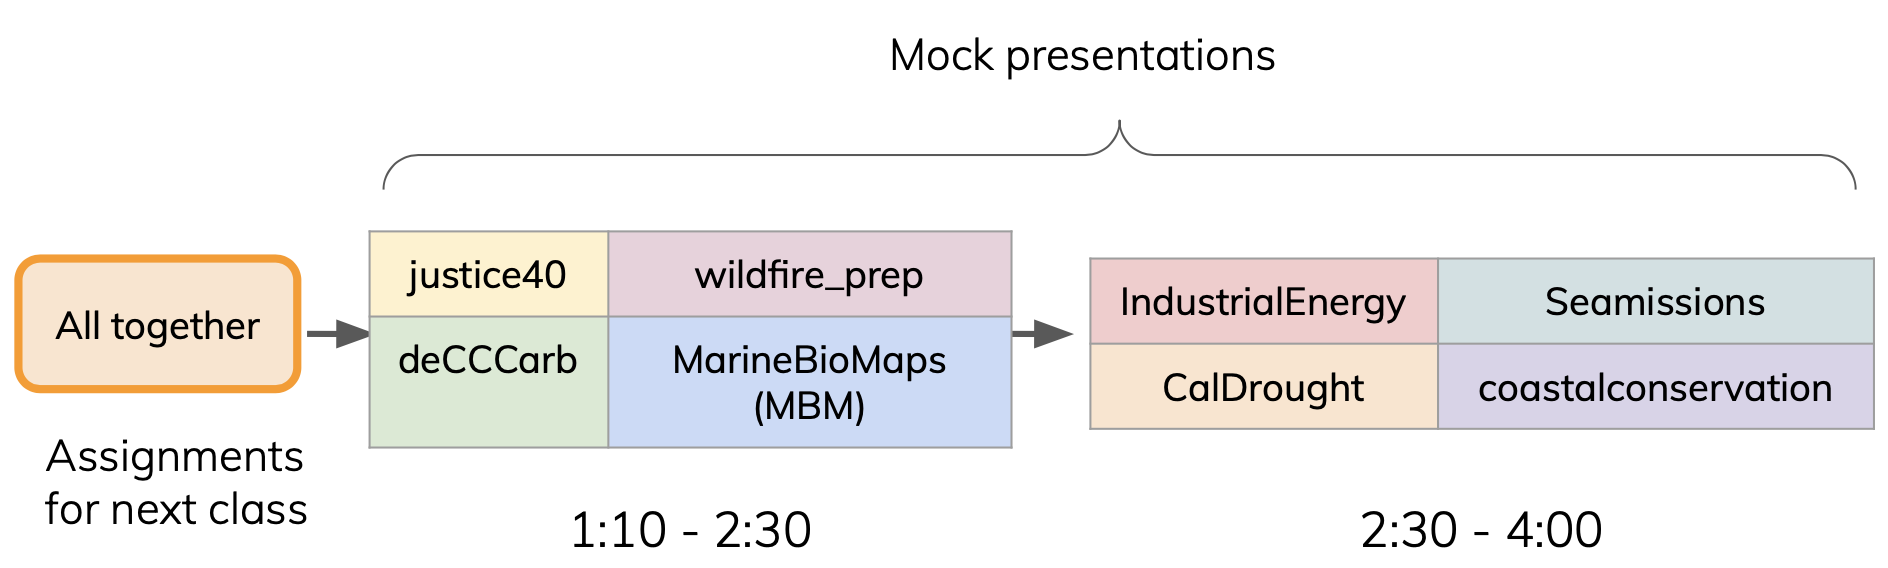 Mock presentations
All together
Assignments
for next class
justice40
wildfire_prep
deCCCarb
MarineBioMaps
(MBM)
1:10 - 2:30
IndustrialEnergy
Seamissions
CalDrought
coastalconservation
2:30 - 4:00